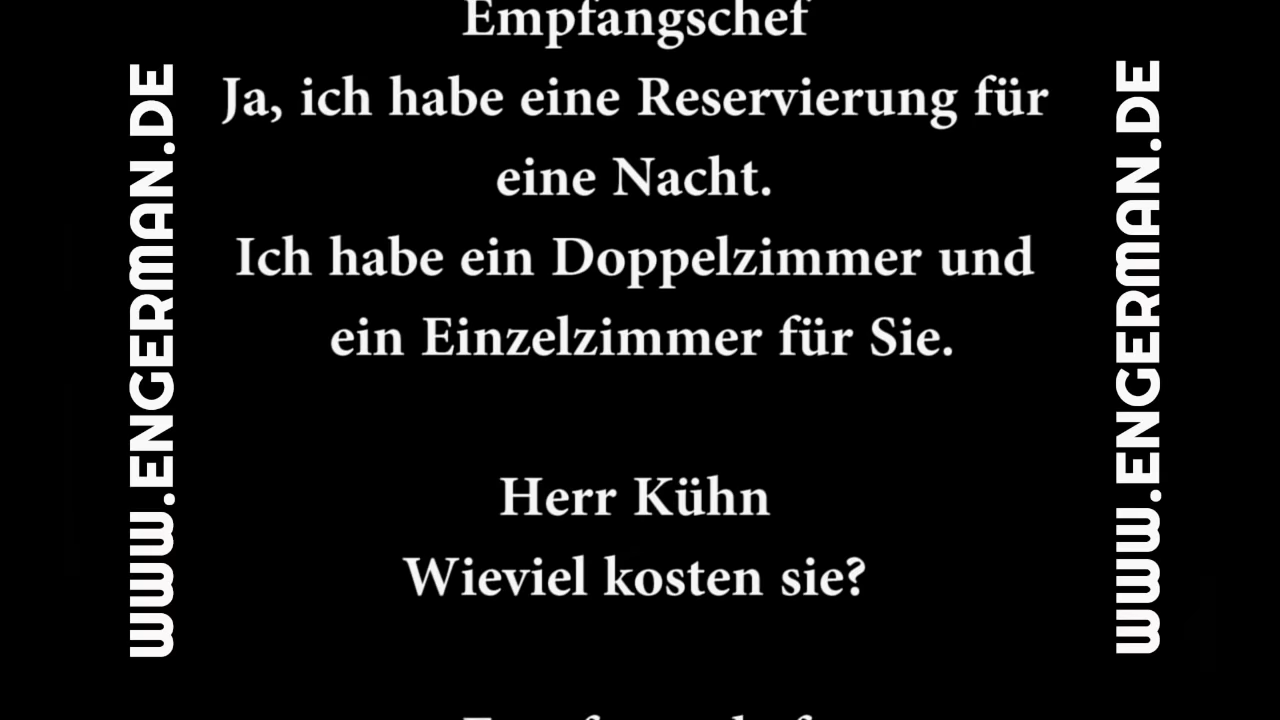 Empfangschef
Ja, ich habe eine Reservierung für
eine Nacht.
Ich habe ein Doppelzimmer und
ein Einzelzimmer für Sie.
Herr Kühn
Wieviel kosten sie?
WWW.ENGERMAN.DE
WWW.ENGERMAN.DE